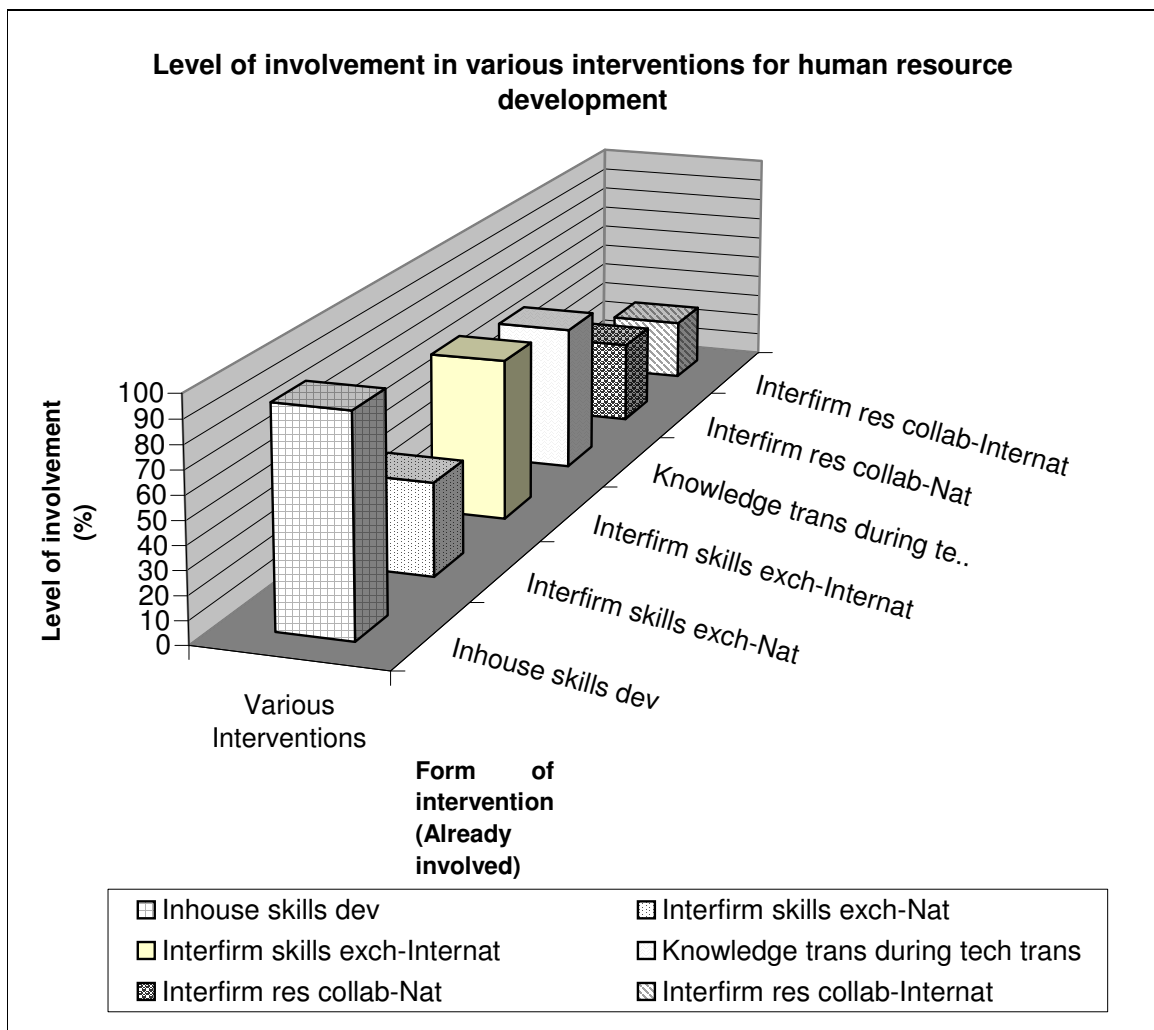 Level of involvement in various interventions for human resource
development
Level of involvement
(%)
100
90
80
70
60
50
40
30
20
10
0
Interfirm res collab-Internat
Interfirm res collab-Nat
Knowledge trans during te..
Interfirm skills exch-Internat
Interfirm skills exch-Nat
Inhouse skills dev
Various
Interventions
Form of
intervention
(Already
involved)
Inhouse skills dev
Interfirm skills exch-Nat
Interfirm skills exch-Internat
Knowledge trans during tech trans
Interfirm res collab-Nat
Interfirm res collab-Internat